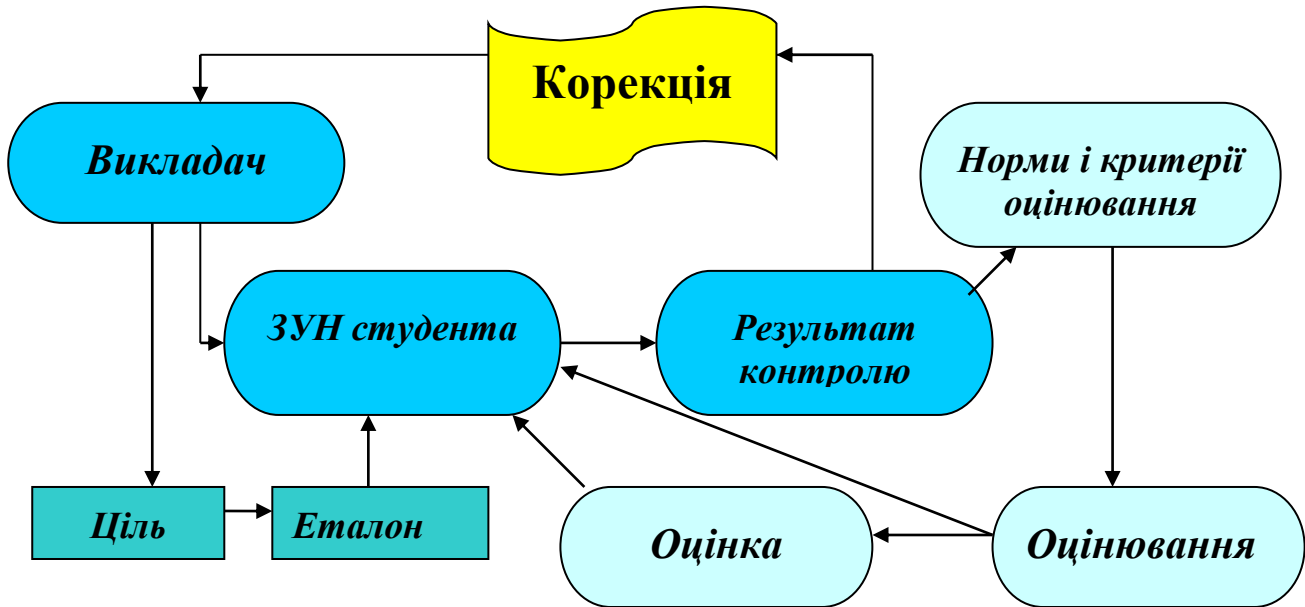 Корекція
Викладач
Норми і критерії
оцінювання
ЗУН студента
Результат
контролю
Ціль
Еталон
Оцінка
Оцінювання